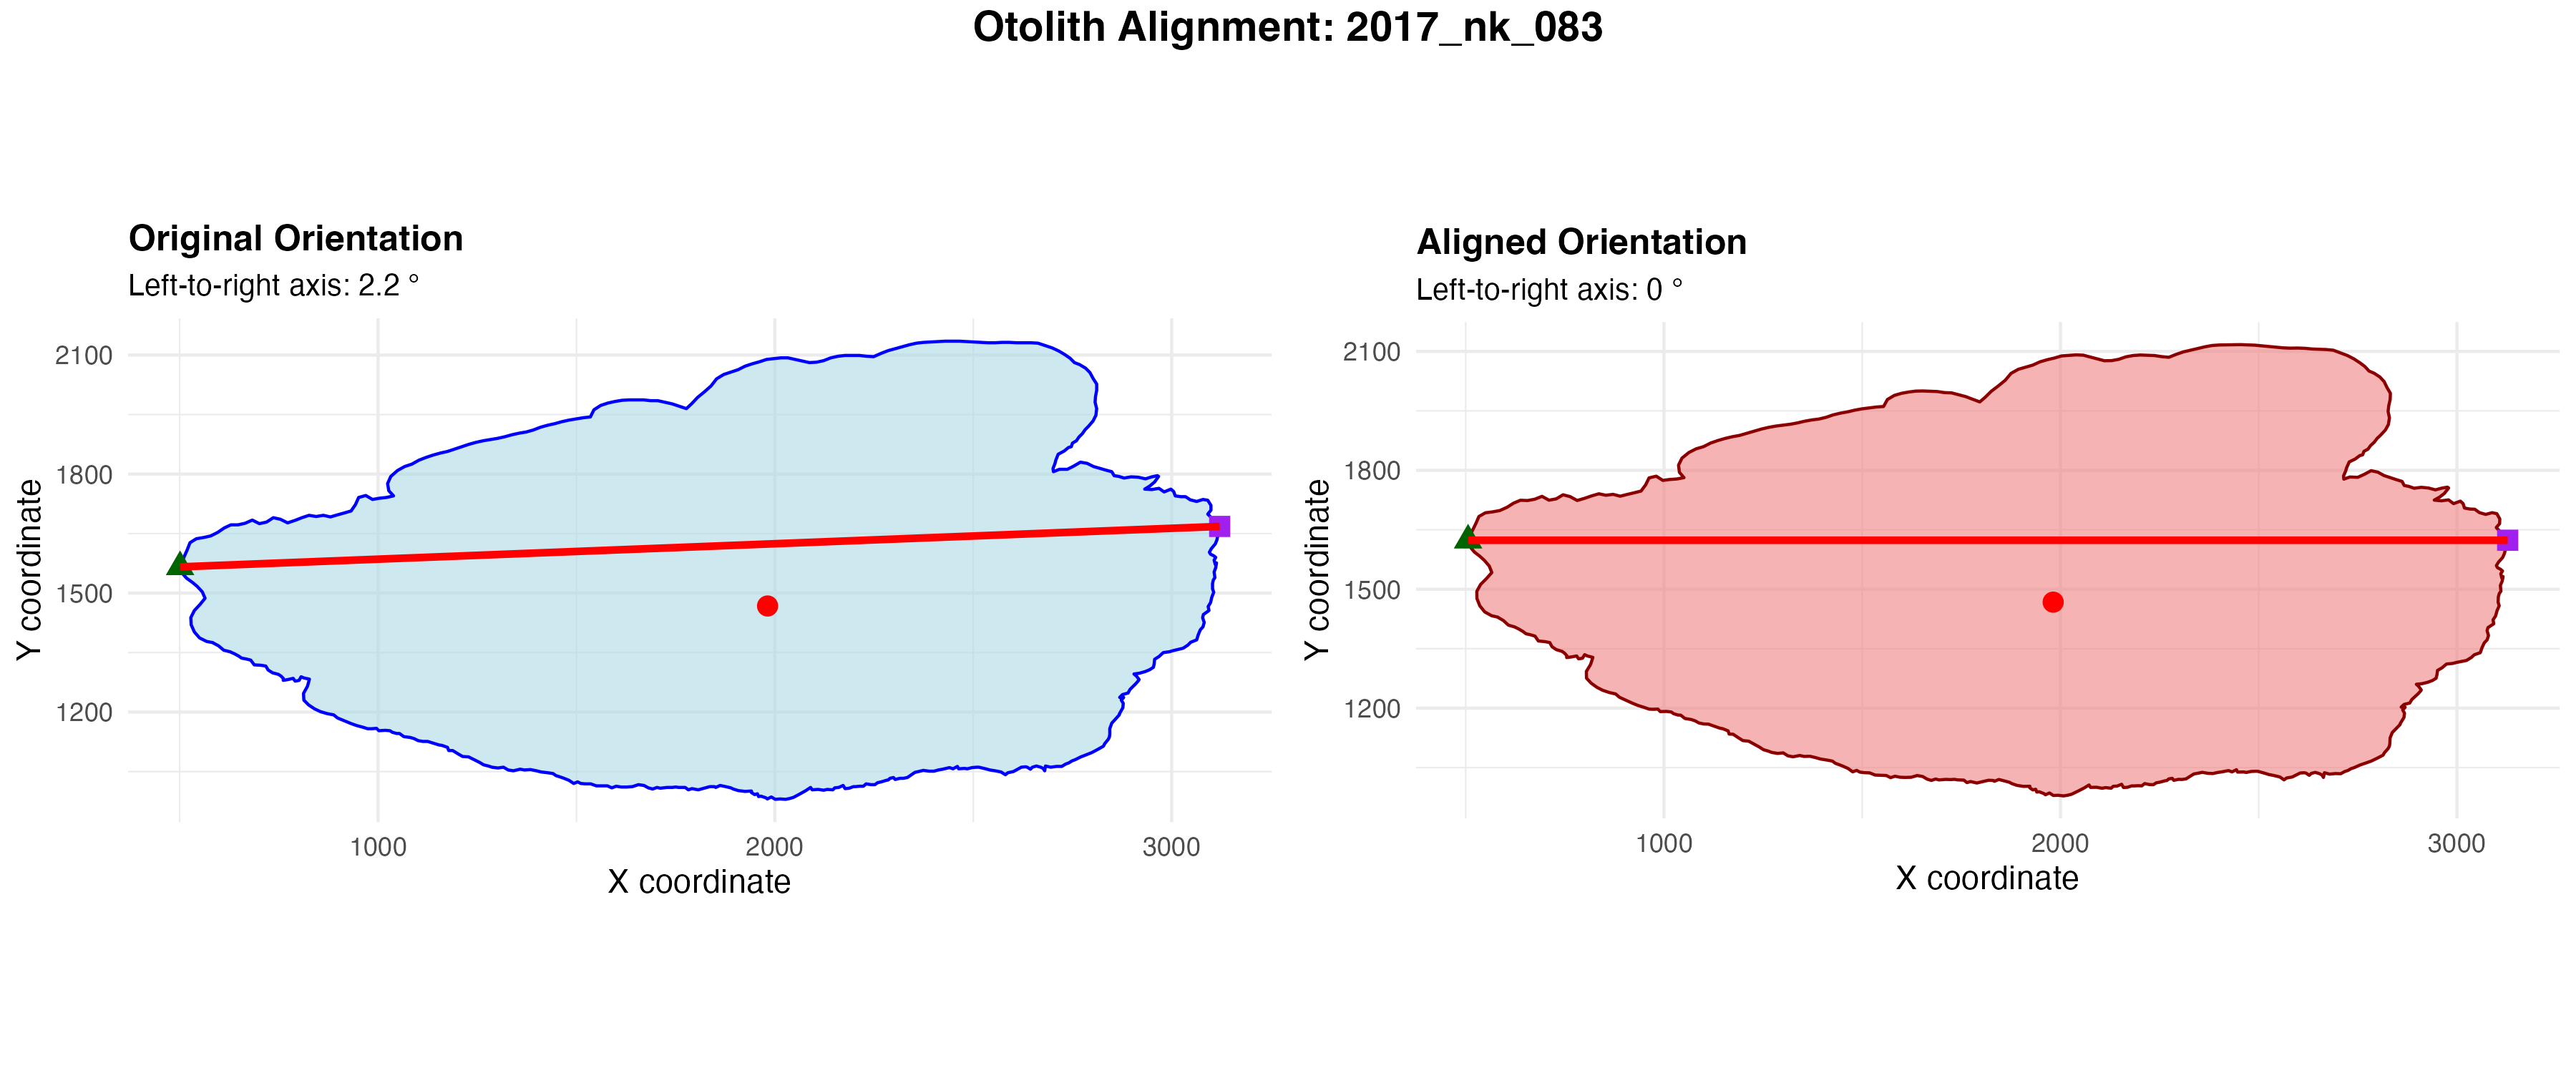 Otolith Alignment: 2017_nk_083
Original Orientation
Left-to-right axis: 2.2 °
2100
1800
1500
1200
Y coordinate
1000
2000
3000
X coordinate
Aligned Orientation
Left-to-right axis: 0 °
2100
1800
1500
1200
Y coordinate
1000
2000
3000
X coordinate